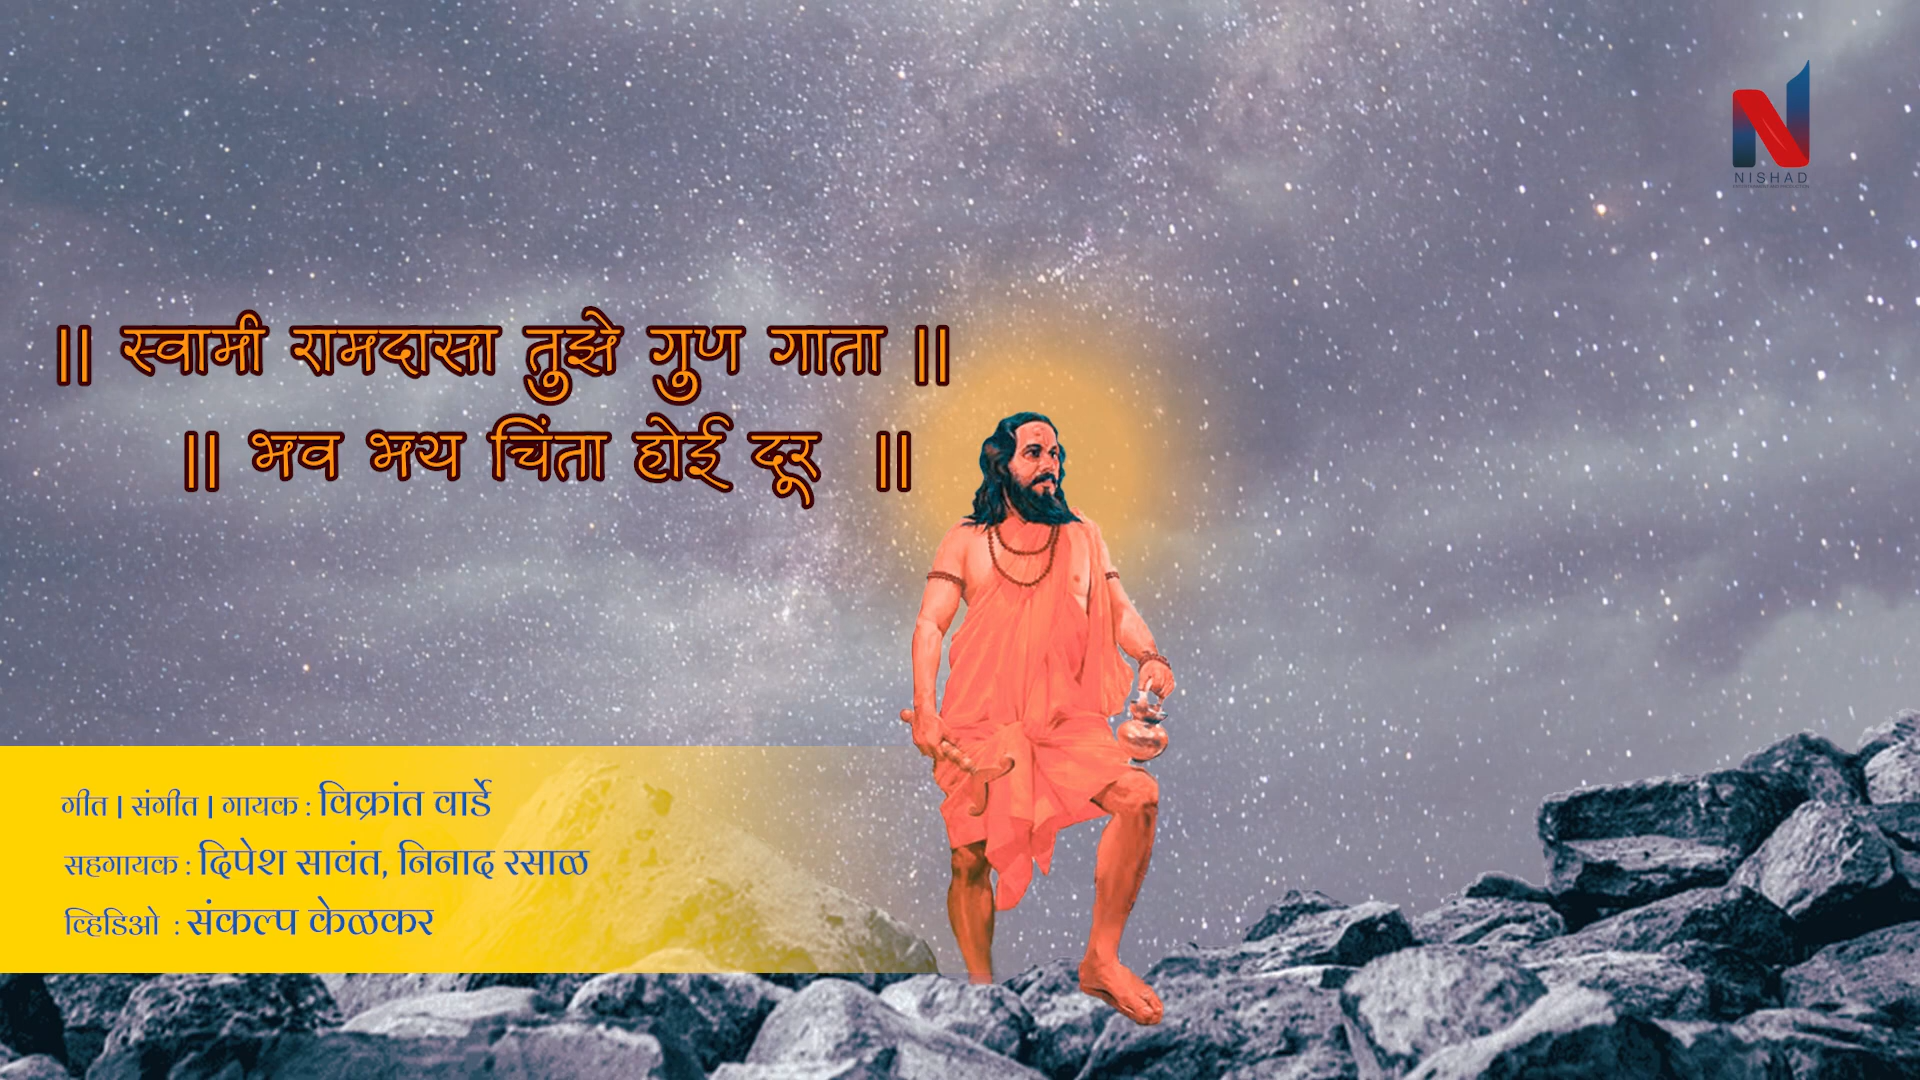 || स्वामी रामदासा तुझे गुण गाता ||
|| भव भय चिंता होई दूर ||
गीत | संगीत | गायक : विक्रांत वार्डे
सहगायक : दिपेश सावंत, निनाद रसाळ
व्हिडिओ : संकल्प केळकर
NISHAD